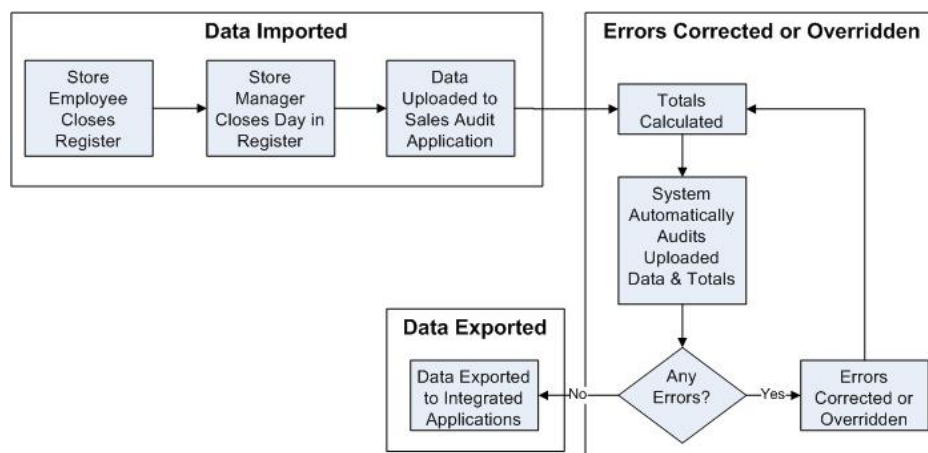 Data Imported
Store
Employee
Closes
Register
Store
Manager
Closes Day in
Register
Data
Uploaded to
Sales Audit
Application
Errors Corrected or Overridden
Totals
Calculated
System
Automatically
Audits
Uploaded
Data & Totals
Any
Errors?
Yes
Errors
Corrected or
Overridden
No
Data Exported
Data Exported
to Integrated
Applications